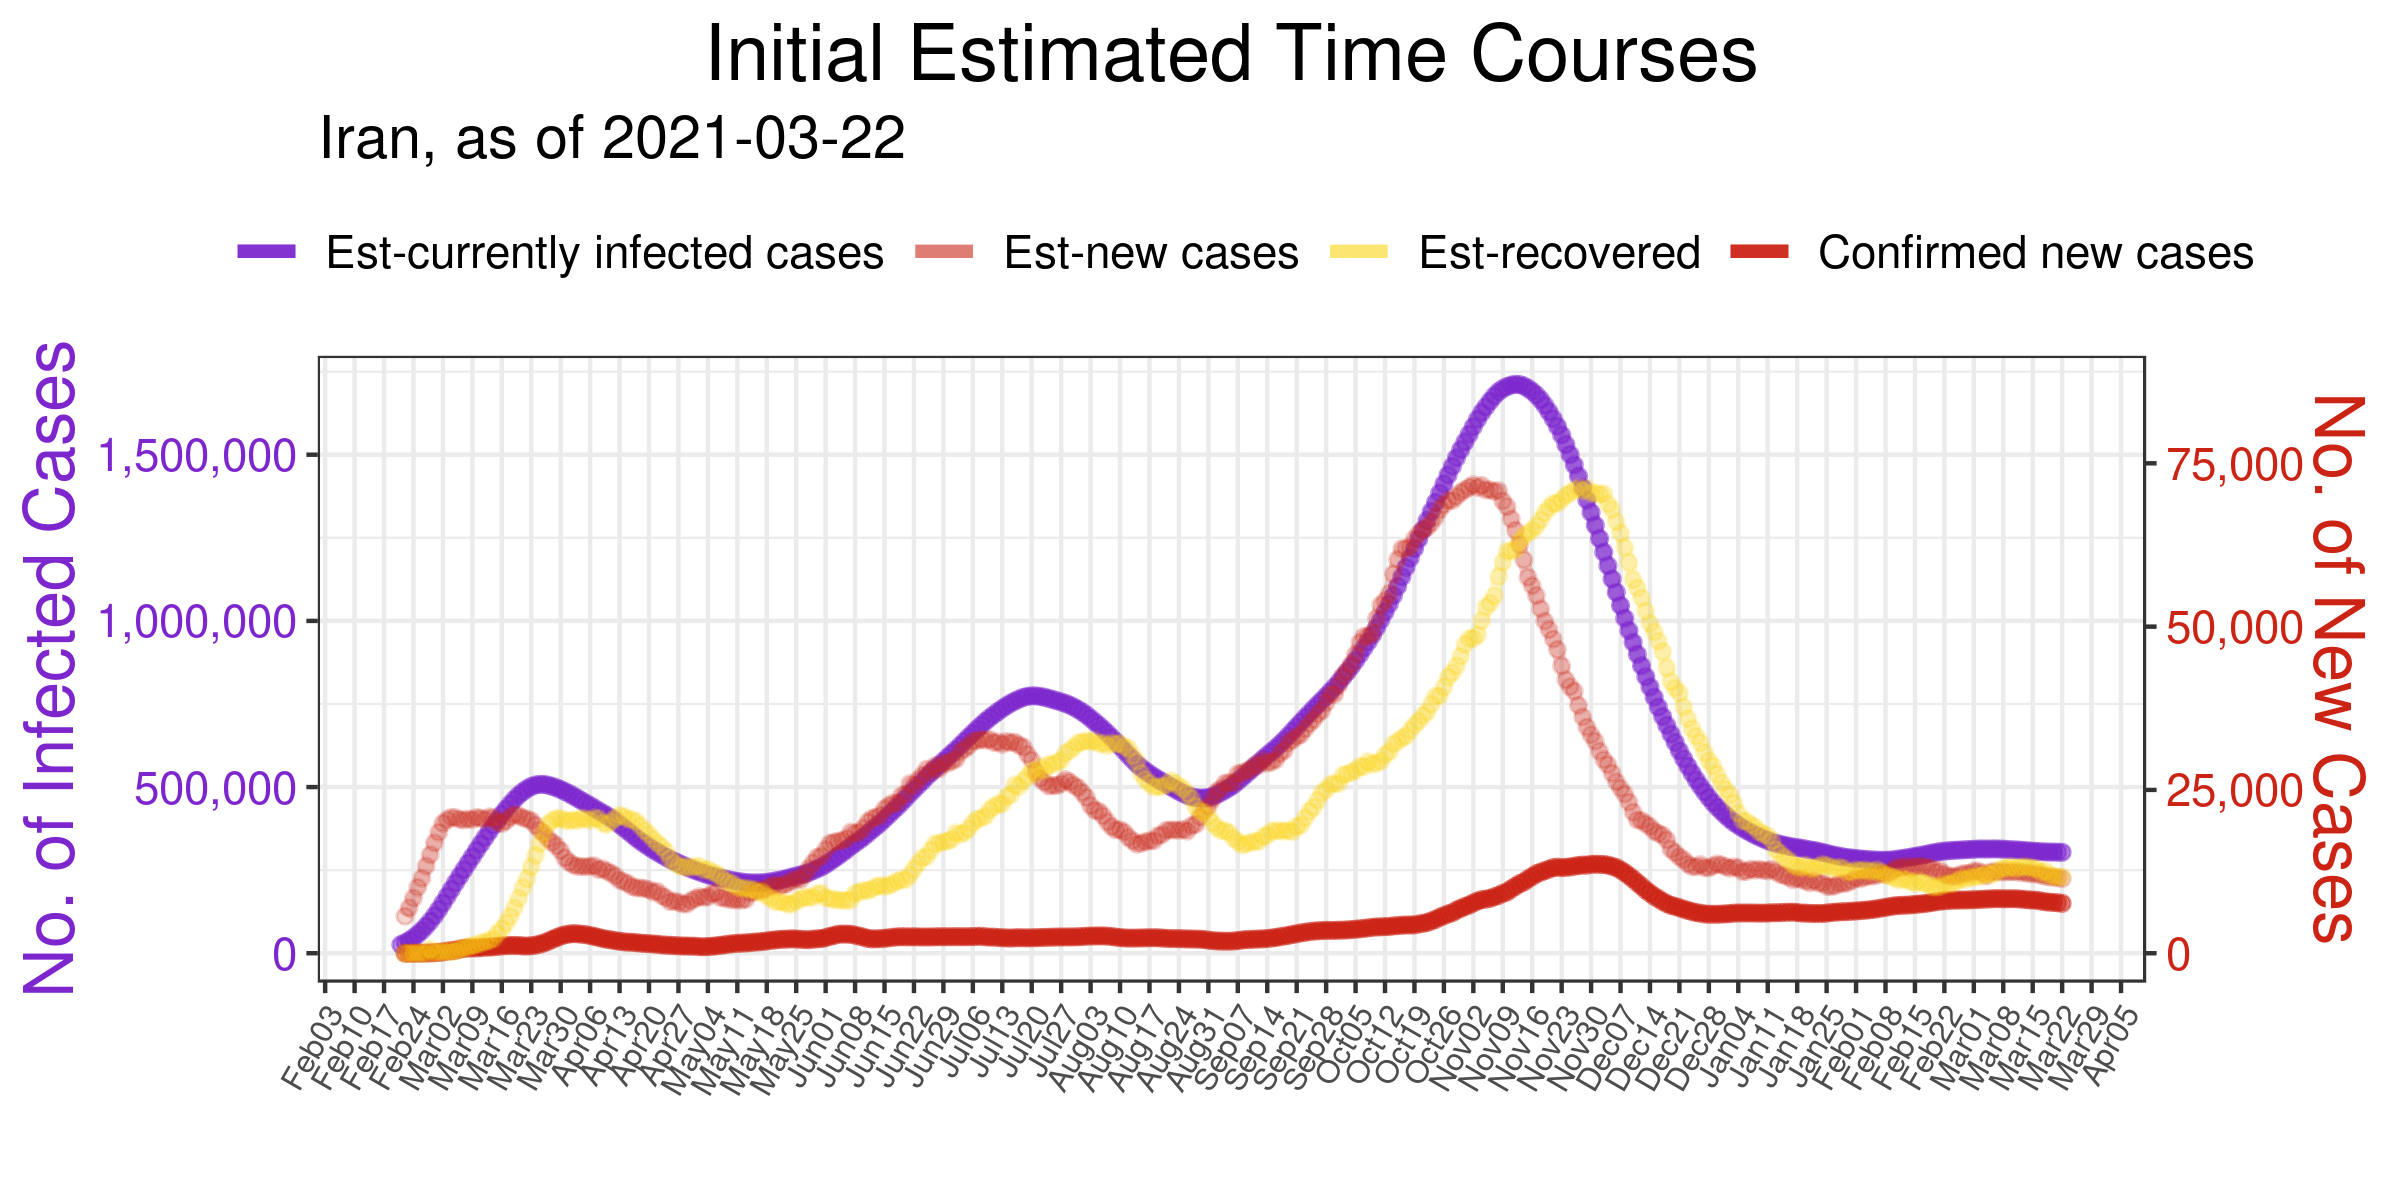 Initial Estimated Time Courses
Iran, as of 2021-03-22
Est-currently infected cases Est-new cases Est-recovered Confirmed new cases
No. of Infected Cases
1,500,000
1,000,000
500,000
0
75,000
50,000
25,000
0
No. of New Cases
Feb03 Feb10 Feb17 Feb24 Mar02 Mar09 Mar16 Mar23 Mar30 Apr06 Apr13 Apr20 Apr27 May04 May11 May18 May25 Jun01 Jun08 Jun15 Jun22 Jun29 Jul06 Jul13 Jul20 Jul27 Aug03 Aug10 Aug17 Aug24 Aug31 Sep07 Sep14 Sep21 Sep28 Oct05 Oct12 Oct19 Oct26 Nov02 Nov09 Nov16 Nov23 Nov30 Dec07 Dec14 Dec21 Dec28 Jan04 Jan11 Jan18 Jan25 Feb01 Feb08 Feb15 Feb22 Mar01 Mar08 Mar15 Mar22 Mar29 Apr05